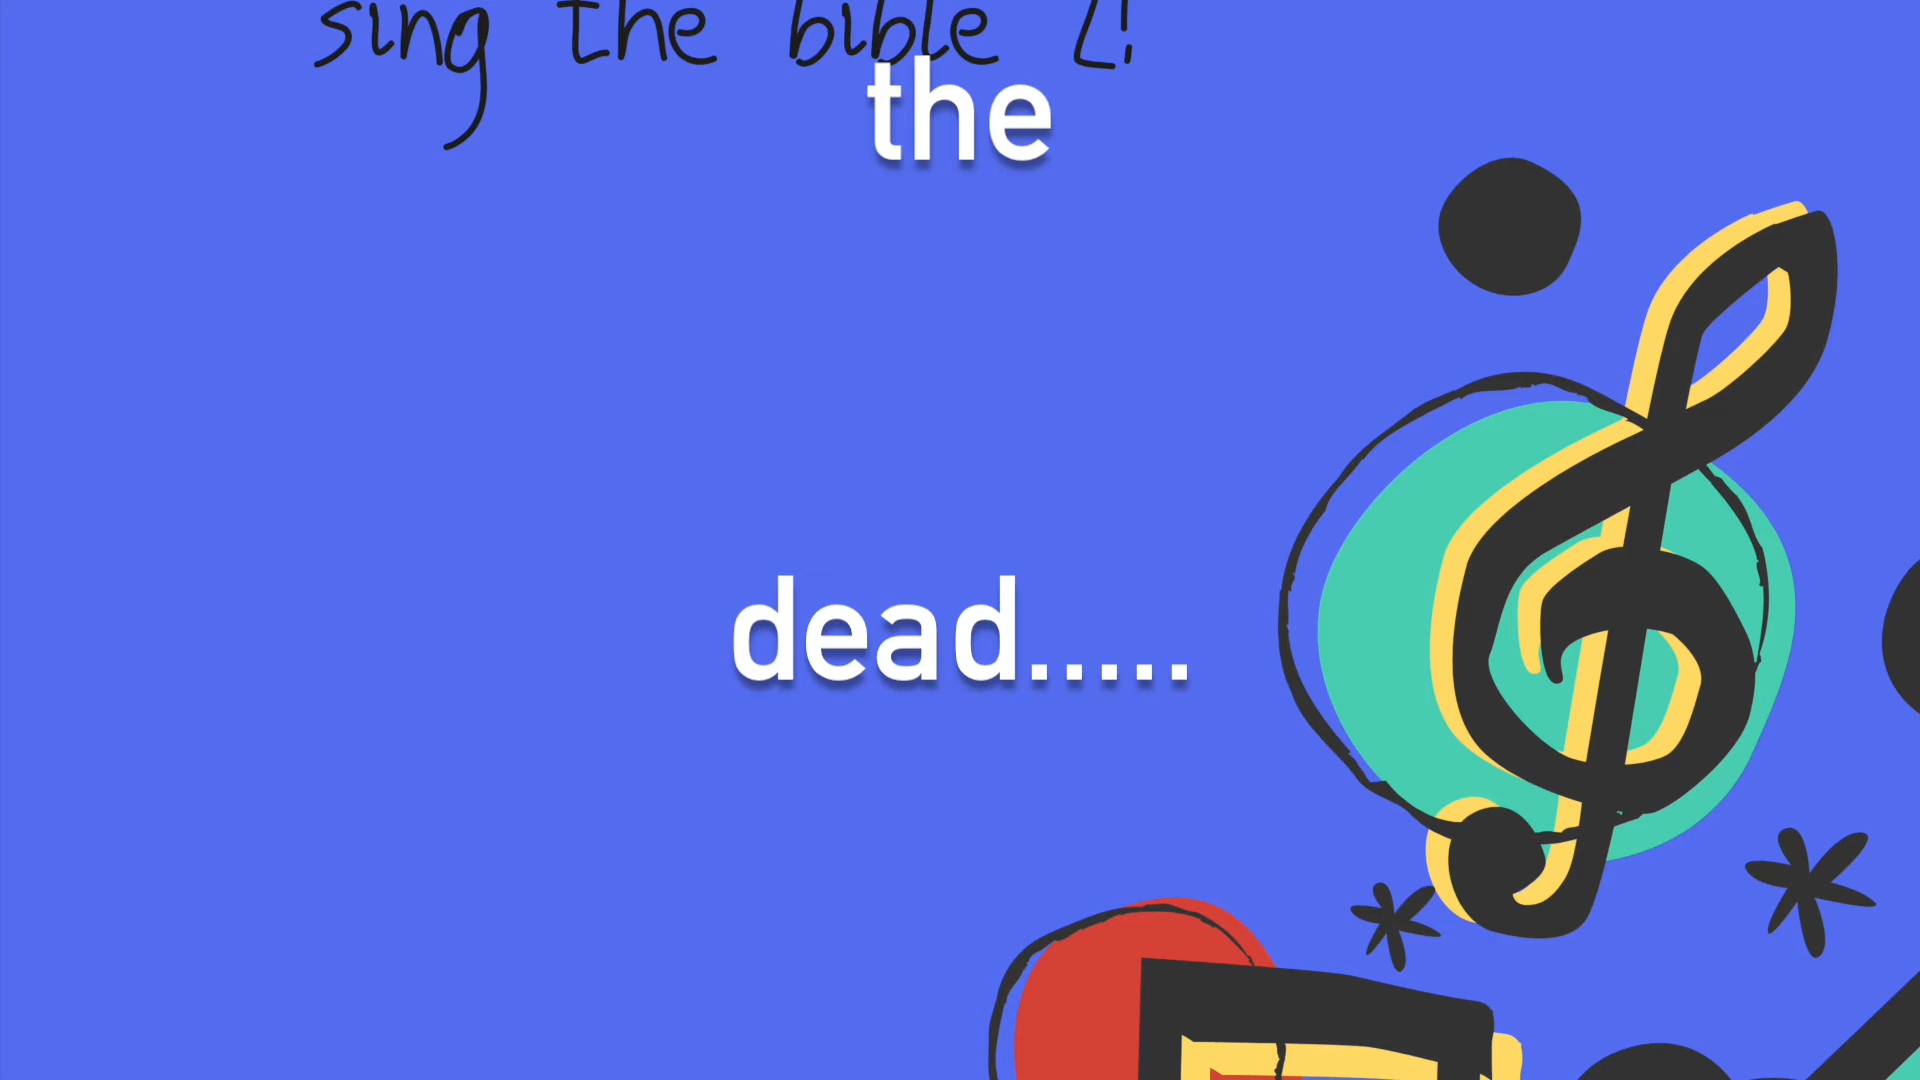 sing the bible 2!
the
dead.....